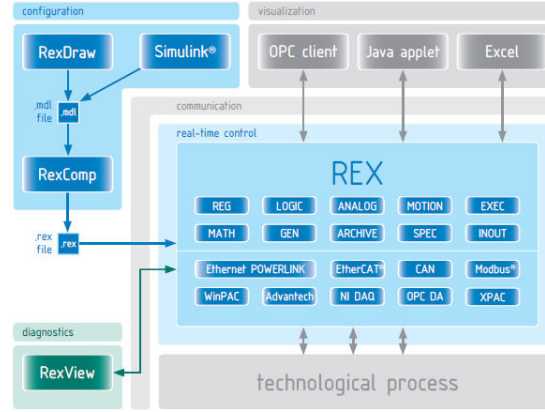 configuration
visualization
RexDraw
Simulink®
OPC client
Java applet
Excel
.mdl
file
.mdl
communication
real-time control
RexComp
REX
REG
LOGIC
ANALOG
MOTION
EXEC
MATH
GEN
ARCHIVE
SPEC
INOUT
.rex
file
.rex
Ethernet POWERLINK
EtherCAT®
CAN
Modbus®
WinPAC
Advantech
NI DAQ
OPC DA
XPAC
diagnostics
RexView
technological process